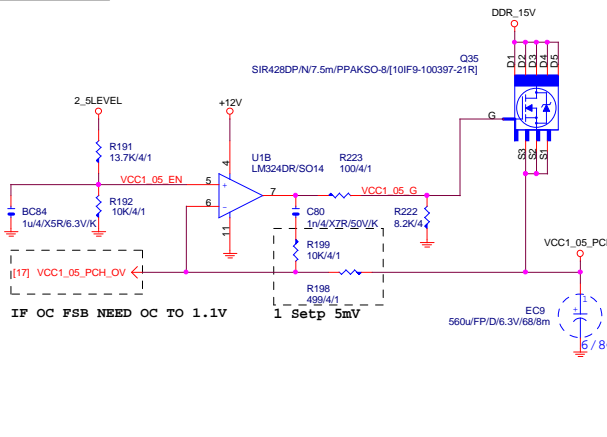 DDR_15V
Q35
SIR428DP/N/7.5m/PPAKSO-8/[10IF9-100397-21R]
D1
D2
D3
D4
D5
G
S3
S2
S1
2_5LEVEL
+12V
R191
13.7K/4/1
U1B
LM324DR/SO14
R223
100/4/1
VCC1_05_EN
5
6
4
11
7
+
-
VCC1_05_G
BC84
1u/4/X5R/6.3V/K
R192
10K/4/1
C80
1n/4/X7R/50V/K
R222
8.2K/4
R199
10K/4/1
[17] VCC1_05_PCH_OV
R198
499/4/1
VCC1_05_PCH
IF OC FSB NEED OC TO 1.1V
1 Setp 5mV
EC9
560u/FP/D/6.3V/68/8m
1
+
6/8